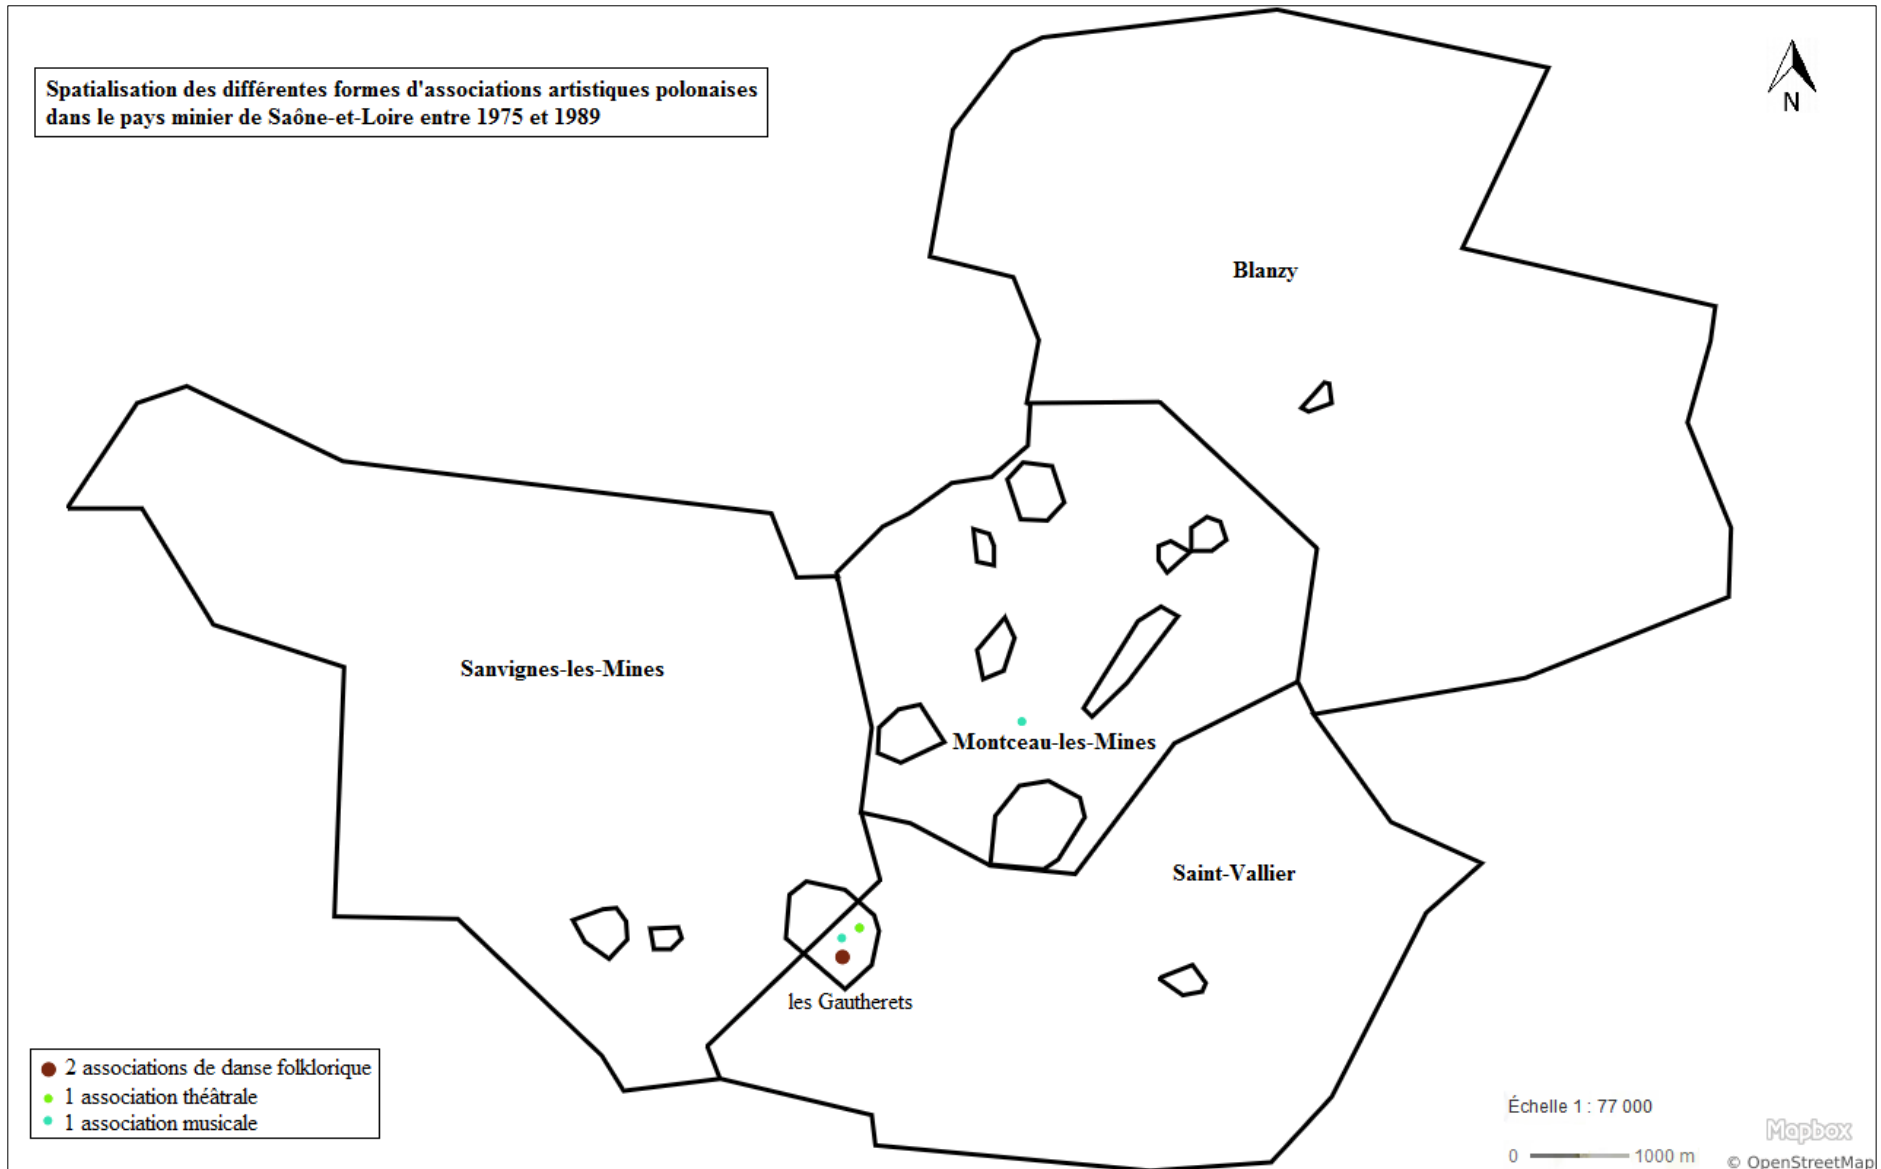 Spatialisation des différentes formes d'associations artistiques polonaises
dans le pays minier de Saône-et-Loire entre 1975 et 1989
N
Blanzy
Sanvignes-les-Mines
Montceau-les-Mines
Saint-Vallier
les Gautherets
2 associations de danse folklorique
1 association théâtrale
1 association musicale
Échelle 1 : 77 000
0 1000 m
Mapbox
© OpenStreetMap